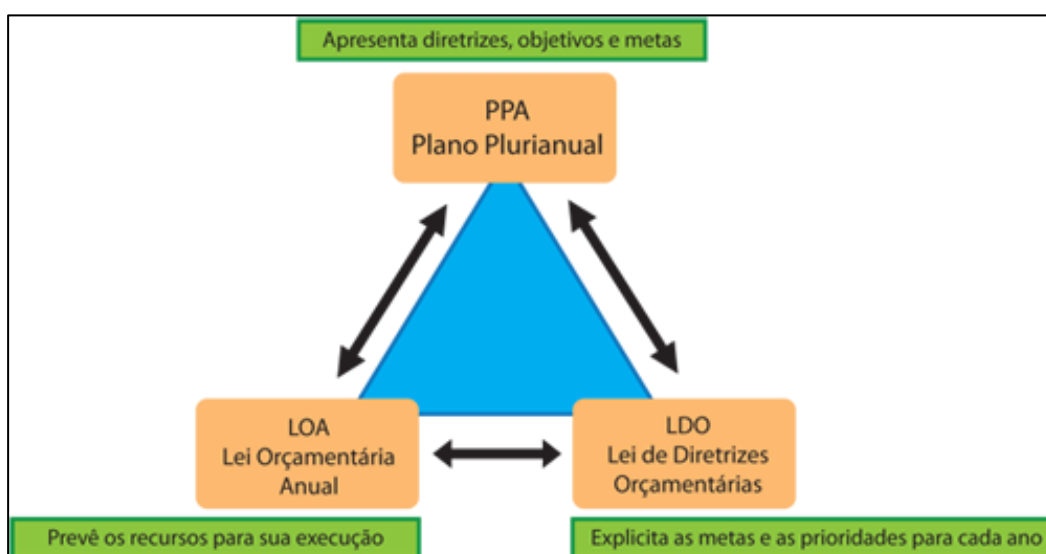 Apresenta diretrizes, objetivos e metas
PPA
Plano Plurianual
LOA
Lei Orçamentária
Anual
LDO
Lei de Diretrizes
Orçamentárias
Prevê os recursos para sua execução
Explicita as metas e as prioridades para cada ano